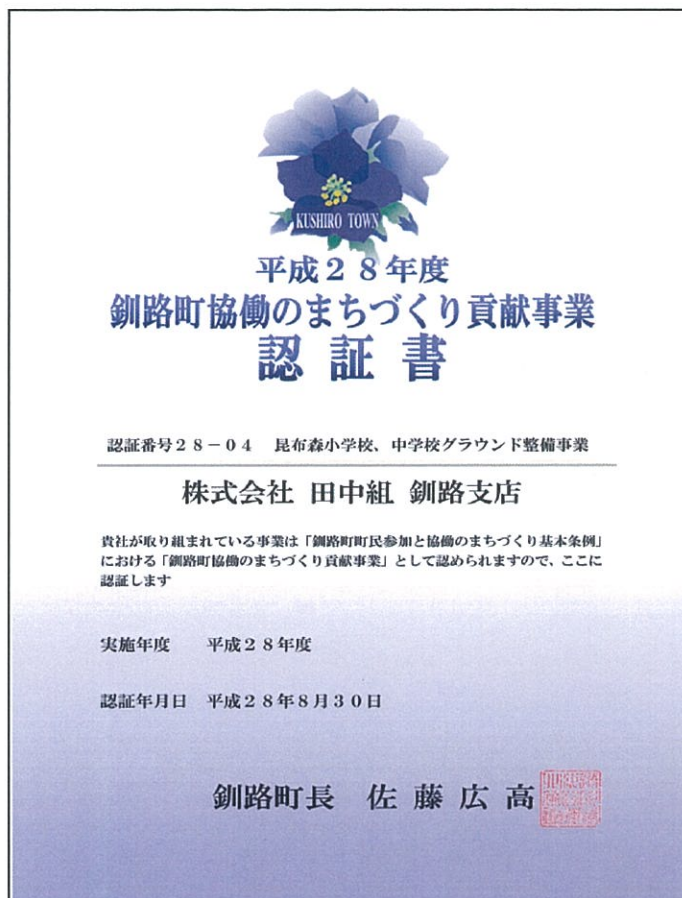 KUSHIRO TOWN
平成２８年度
釧路町協働のまちづくり貢献事業
認証書
認証番号２８－０４　昆布森小学校、中学校グラウンド整備事業
株式会社 田中組 釧路支店
貴社が取り組まれている事業は「釧路町町民参加と協働のまちづくり基本条例」
における「釧路町協働のまちづくり貢献事業」として認められますので、ここに
認証します
実施年度　平成２８年度
認証年月日　平成２８年８月３０日
釧路町長　佐藤広高